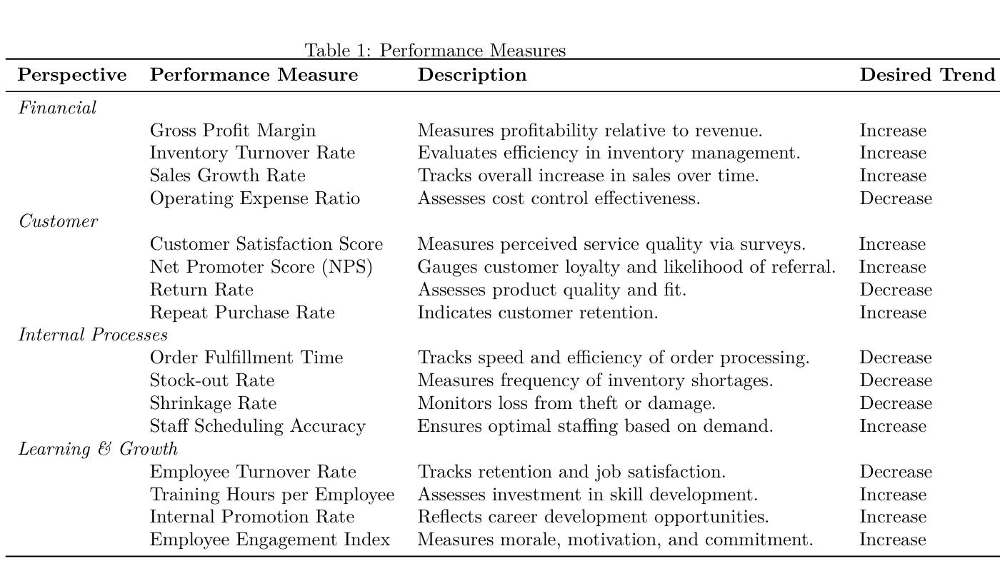 Table 1: Performance Measures
Perspective Performance Measure Description Desired Trend
Financial
Gross Profit Margin Measures profitability relative to revenue. Increase
Inventory Turnover Rate Evaluates efficiency in inventory management. Increase
Sales Growth Rate Tracks overall increase in sales over time. Increase
Operating Expense Ratio Assesses cost control effectiveness. Decrease
Customer
Customer Satisfaction Score Measures perceived service quality via surveys. Increase
Net Promoter Score (NPS) Gauges customer loyalty and likelihood of referral. Increase
Return Rate Assesses product quality and fit. Decrease
Repeat Purchase Rate Indicates customer retention. Increase
Internal Processes
Order Fulfillment Time Tracks speed and efficiency of order processing. Decrease
Stock-out Rate Measures frequency of inventory shortages. Decrease
Shrinkage Rate Monitors loss from theft or damage. Decrease
Staff Scheduling Accuracy Ensures optimal staffing based on demand. Increase
Learning & Growth
Employee Turnover Rate Tracks retention and job satisfaction. Decrease
Training Hours per Employee Assesses investment in skill development. Increase
Internal Promotion Rate Reflects career development opportunities. Increase
Employee Engagement Index Measures morale, motivation, and commitment. Increase